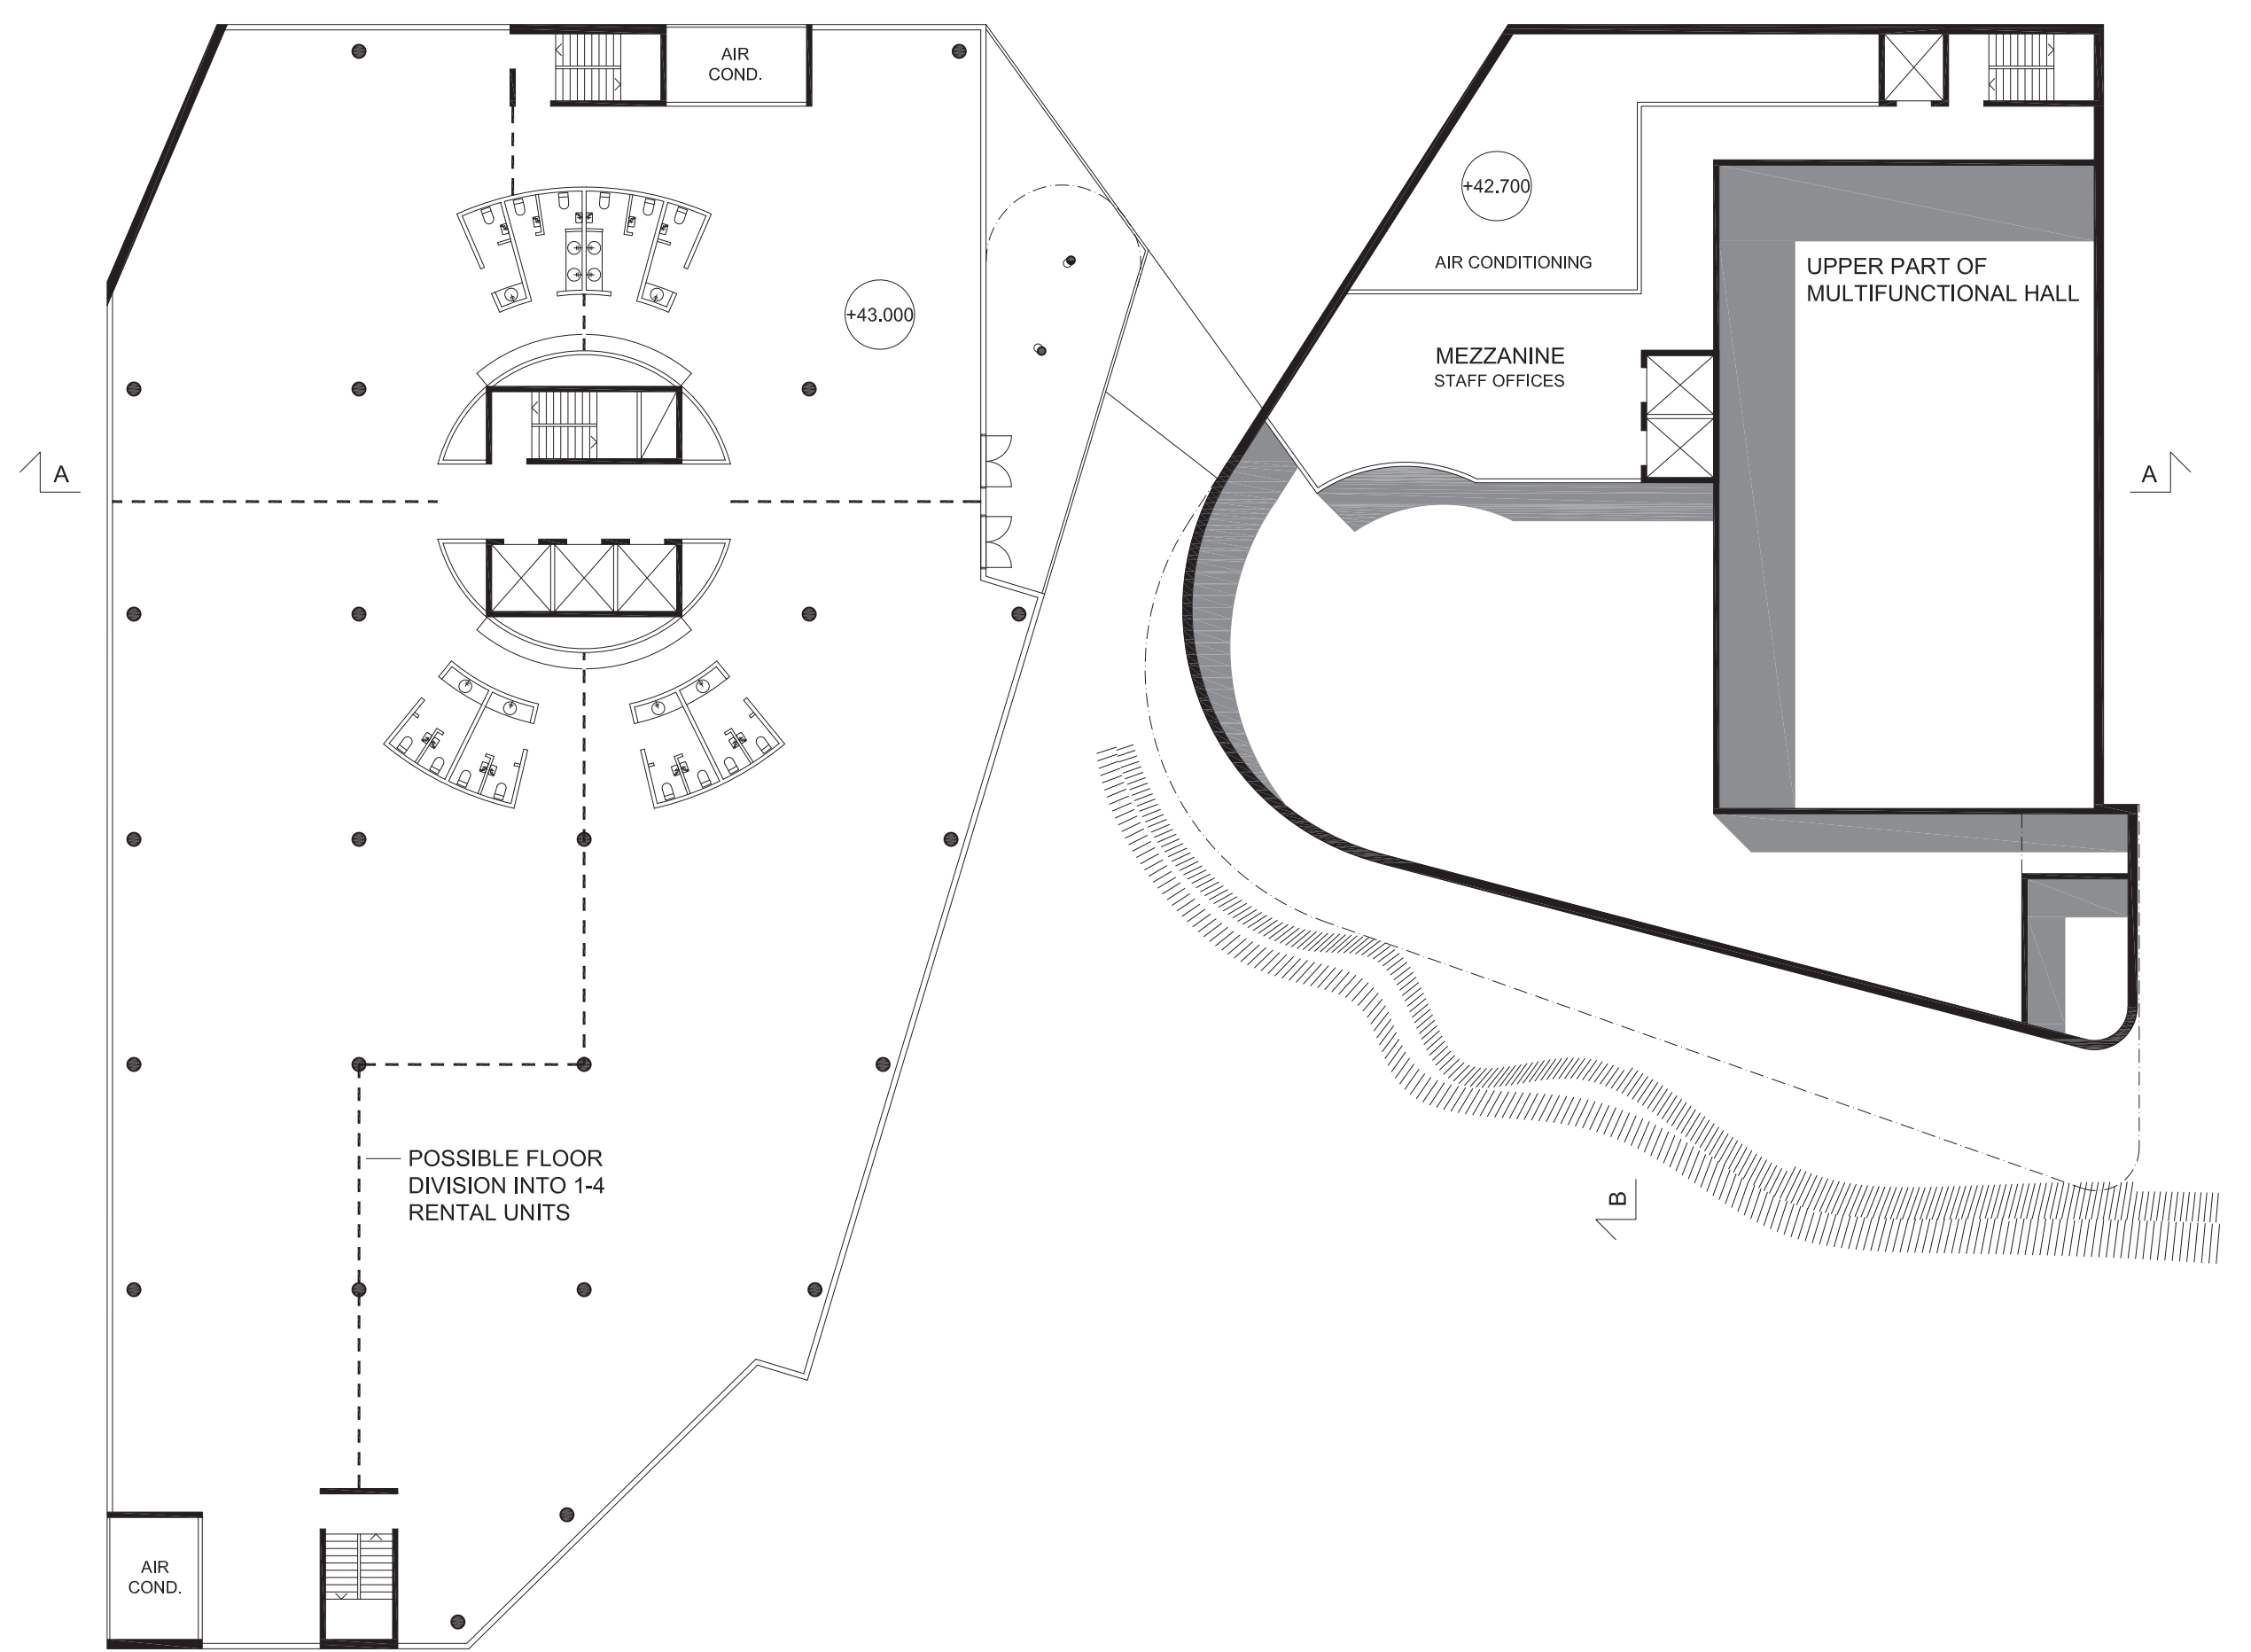 AIR
COND.
+42.700
AIR CONDITIONING
UPPER PART OF
MULTIFUNCTIONAL HALL
+43.000
MEZZANINE
STAFF OFFICES
A
A
POSSIBLE FLOOR
DIVISION INTO 1-4
RENTAL UNITS
B
AIR
COND.